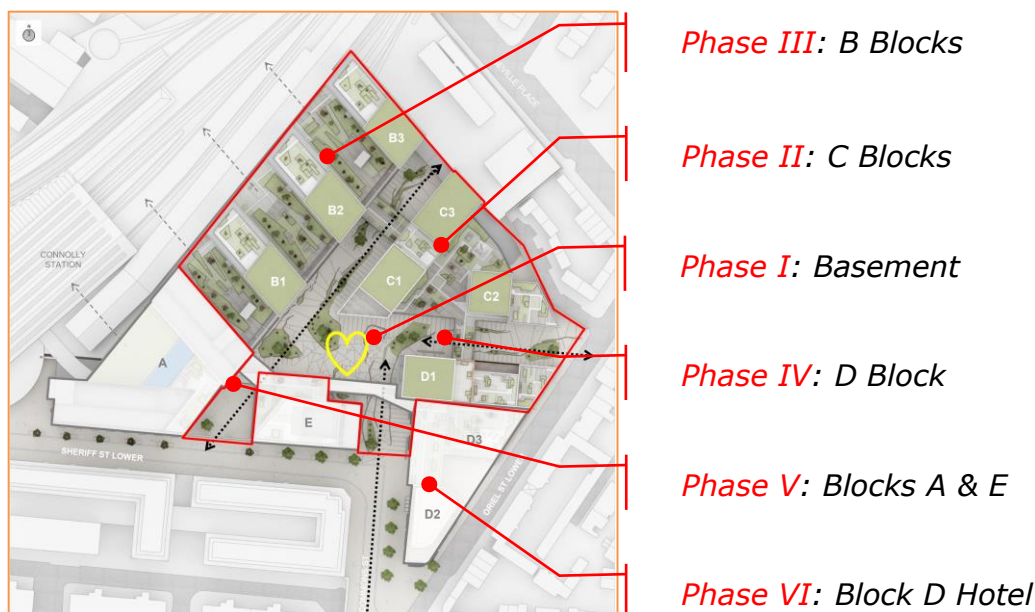 N
Phase III: B Blocks
B3
Phase II: C Blocks
B2
C3
CONNOLLY
STATION
Phase I: Basement
B1
C1
C2
A
D1
Phase IV: D Block
E
D3
SHERIFF ST LOWER
ORIEL ST LOWER
Phase V: Blocks A & E
D2
Phase VI: Block D Hotel